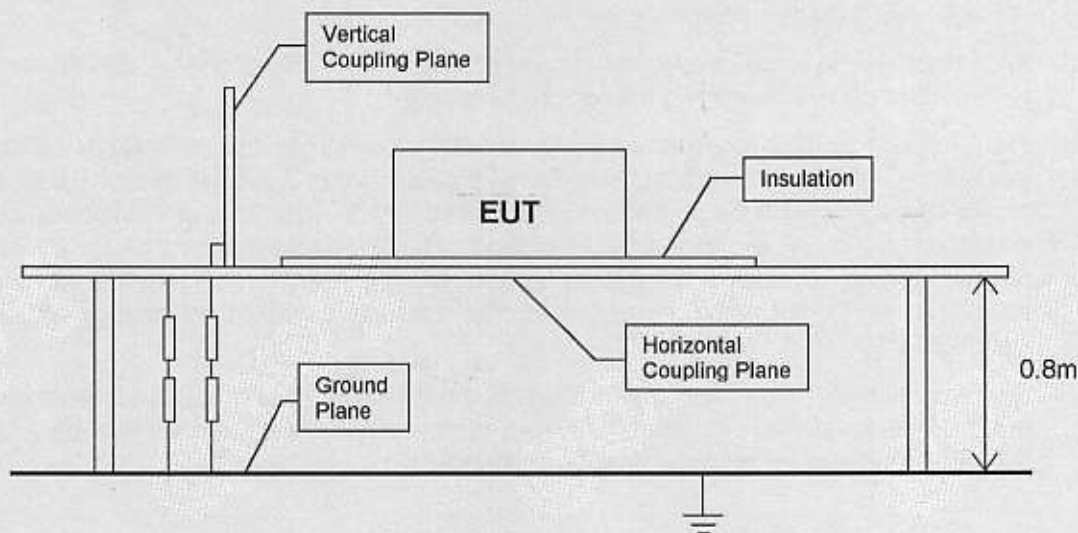 Vertical
Coupling Plane
Insulation
EUT
Horizontal
Coupling Plane
0.8m
Ground
Plane